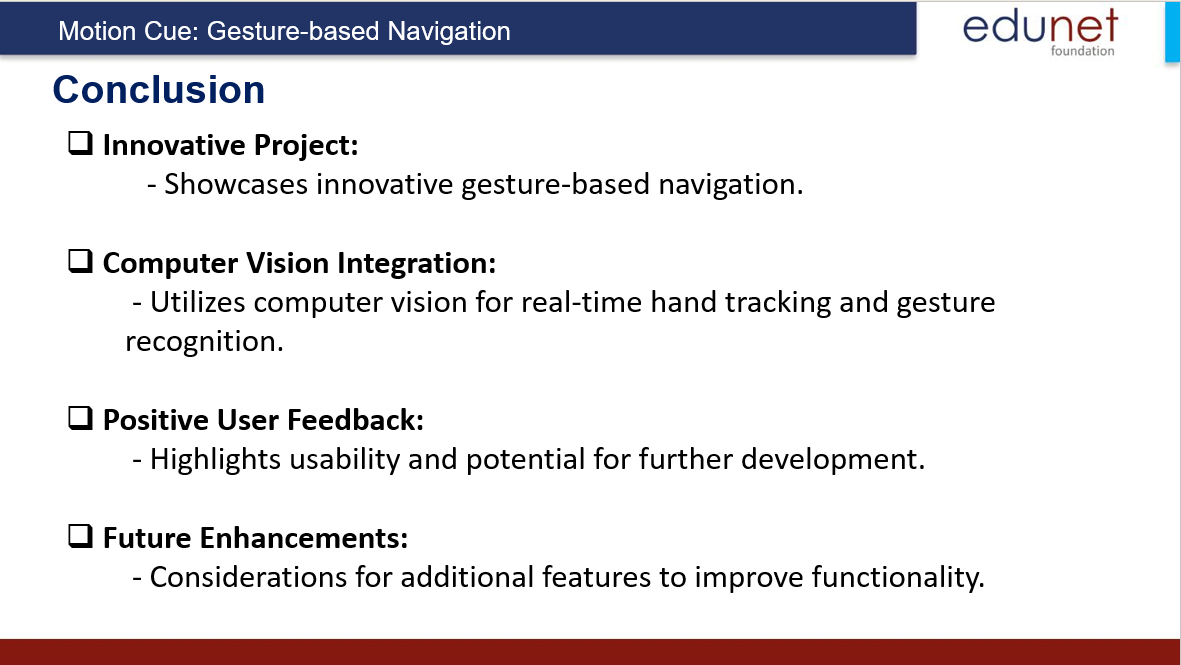 Motion Cue: Gesture-based Navigation
edunet
foundation
Conclusion
❑ Innovative Project:
- Showcases innovative gesture-based navigation.
❑ Computer Vision Integration:
- Utilizes computer vision for real-time hand tracking and gesture
recognition.
❑ Positive User Feedback:
- Highlights usability and potential for further development.
❑ Future Enhancements:
- Considerations for additional features to improve functionality.